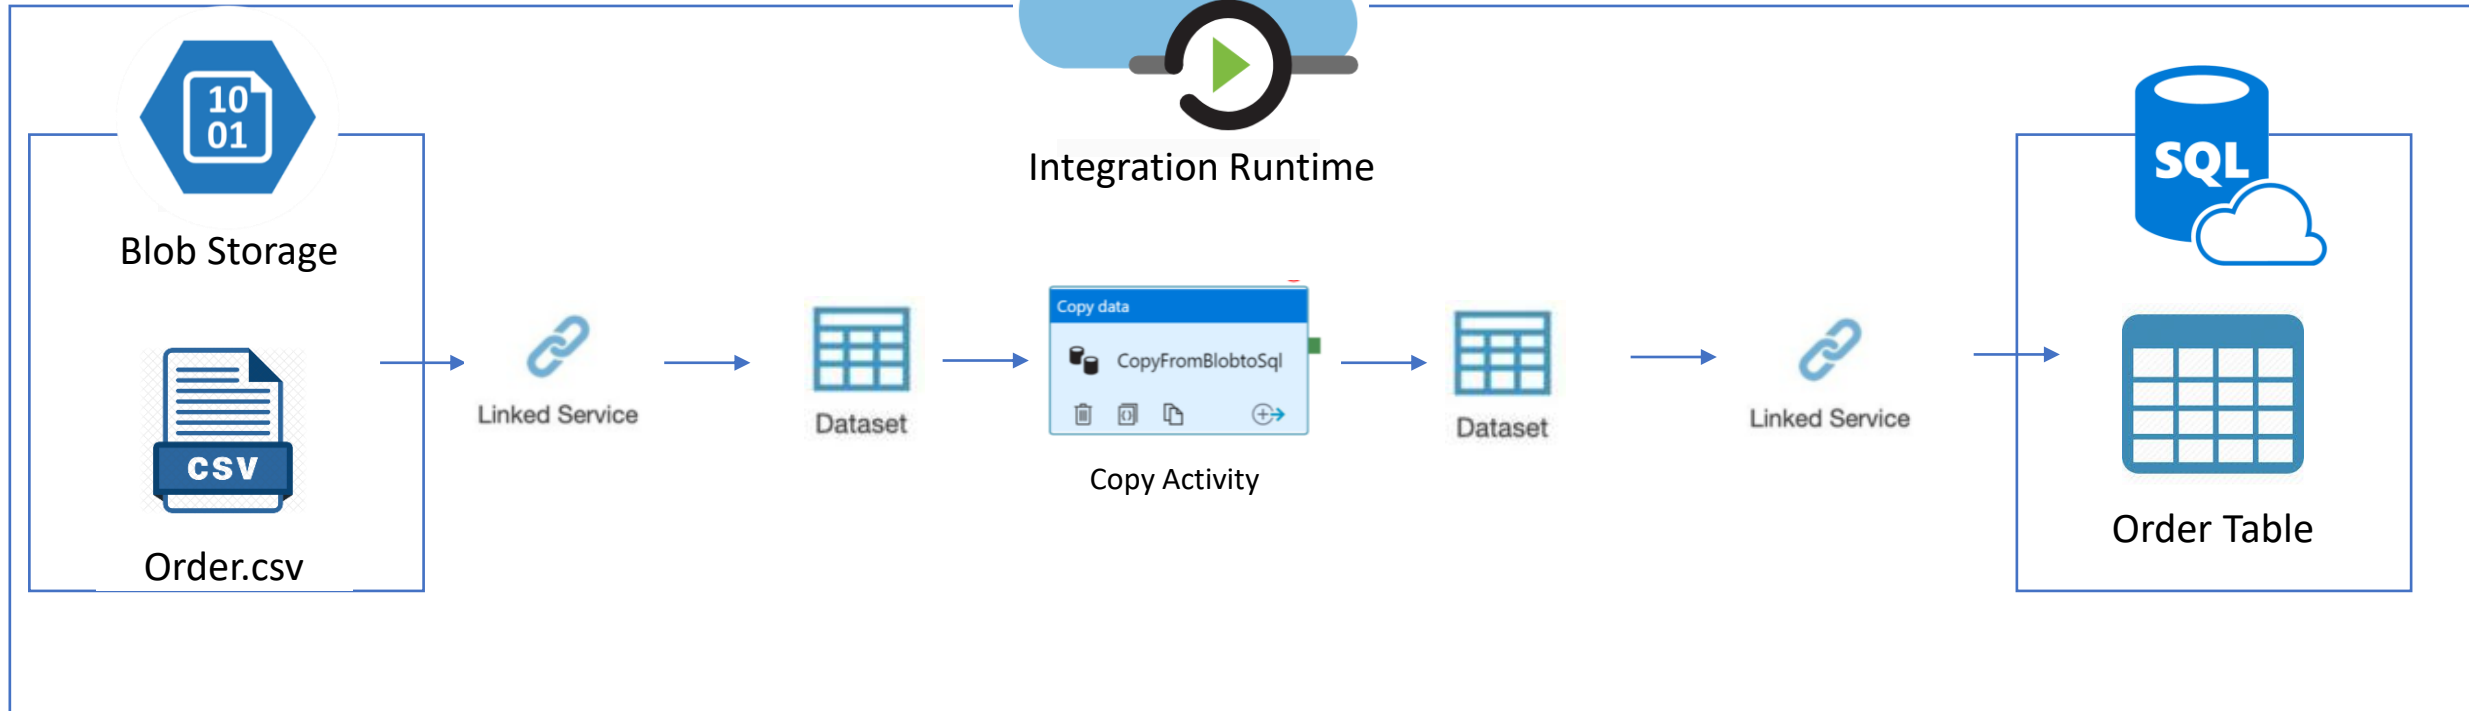 10
01
Blob Storage
CSV
Order.csv
Linked Service
Dataset
Integration Runtime
Copy data
CopyFromBlobtoSql
Copy Activity
Dataset
Linked Service
SQL
Order Table